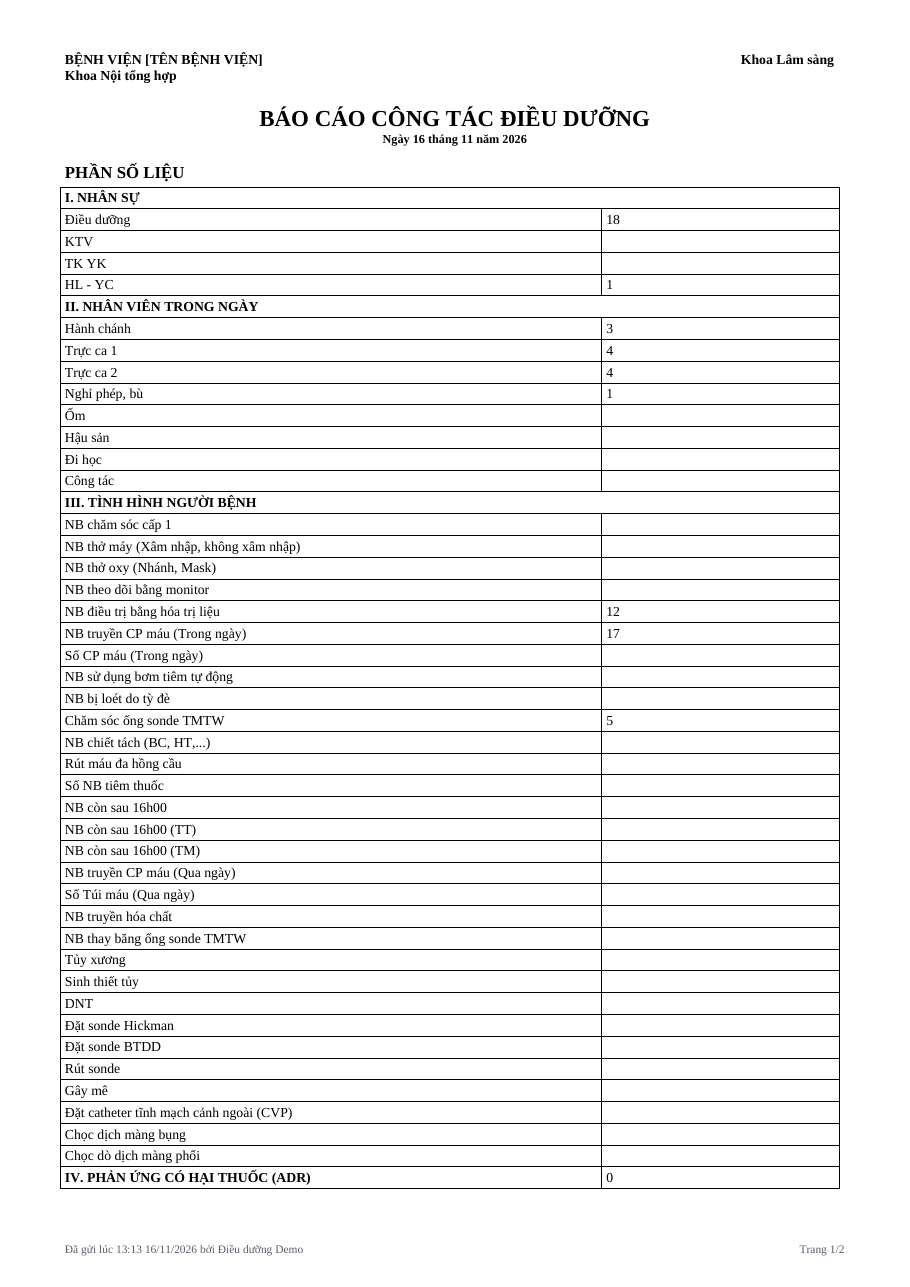 BỆNH VIỆN [TÊN BỆNH VIỆN] Khoa Lâm sàng
Khoa Nội tổng hợp
BÁO CÁO CÔNG TÁC ĐIỀU DƯỠNG
Ngày 16 tháng 11 năm 2026
PHẦN SỐ LIỆU
I. NHÂN SỰ
Điều dưỡng 18
KTV
TK YK
HL - YC 1
II. NHÂN VIÊN TRONG NGÀY
Hành chánh 3
Trực ca 1 4
Trực ca 2 4
Nghỉ phép, bù 1
Ốm
Hậu sản
Đi học
Công tác
III. TÌNH HÌNH NGƯỜI BỆNH
NB chăm sóc cấp 1
NB thở máy (Xâm nhập, không xâm nhập)
NB thở oxy (Nhánh, Mask)
NB theo dõi bằng monitor
NB điều trị bằng hóa trị liệu 12
NB truyền CP máu (Trong ngày) 17
Số CP máu (Trong ngày)
NB sử dụng bơm tiêm tự động
NB bị loét do tỳ đè
Chăm sóc ống sonde TMTW 5
NB chiết tách (BC, HT,...)
Rút máu đa hồng cầu
Số NB tiêm thuốc
NB còn sau 16h00
NB còn sau 16h00 (TT)
NB còn sau 16h00 (TM)
NB truyền CP máu (Qua ngày)
Số Túi máu (Qua ngày)
NB truyền hóa chất
NB thay băng ống sonde TMTW
Tủy xương
Sinh thiết tủy
DNT
Đặt sonde Hickman
Đặt sonde BTDD
Rút sonde
Gây mê
Đặt catheter tĩnh mạch cảnh ngoài (CVP)
Chọc dịch màng bụng
Chọc dò dịch màng phổi
IV. PHẢN ỨNG CÓ HẠI THUỐC (ADR) 0
Đã gửi lúc 13:13 16/11/2026 bởi Điều dưỡng Demo Trang 1/2